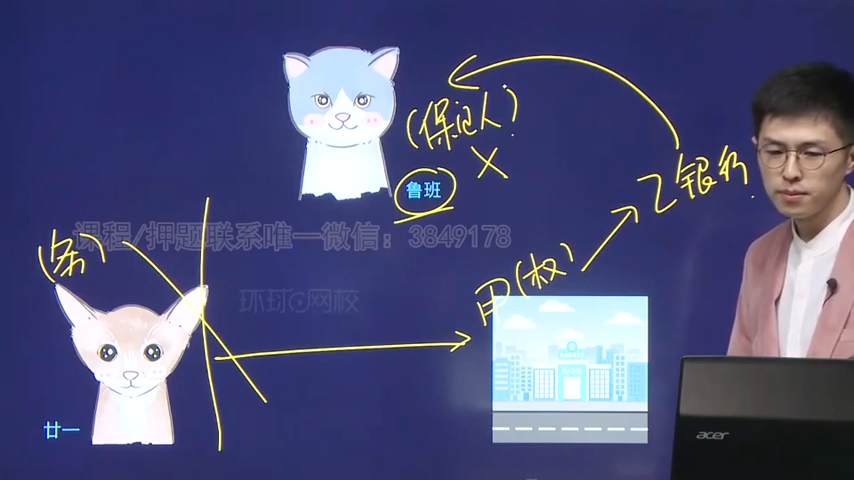 (保证人)
鲁班
乙银行
课程/押题联系唯一微信：3849178
(务)
甲(权)
环球网校
廿一
acer